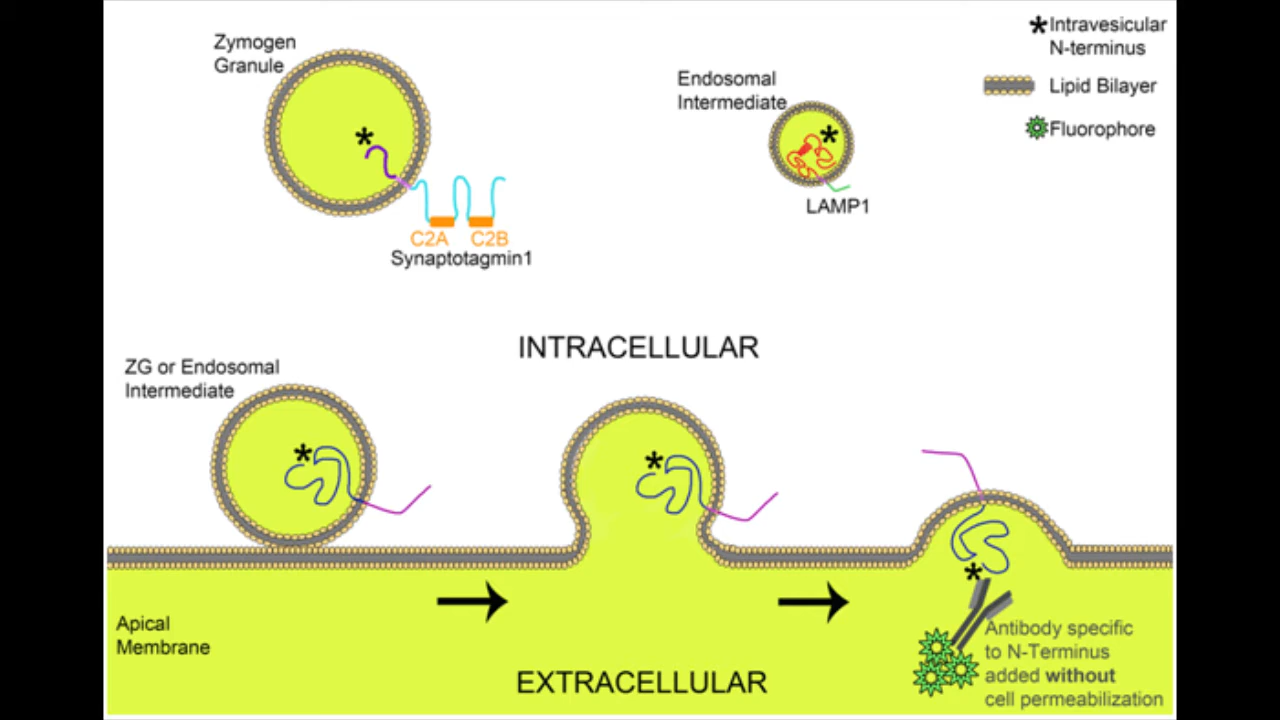 Zymogen
Granule
Endosomal
Intermediate
* Intravesicular
N-terminus
Lipid Bilayer
Fluorophore
*
*
LAMP1
C2A C2B
Synaptotagmin1
INTRACELLULAR
ZG or Endosomal
Intermediate
*
*
*
Apical
Membrane
EXTRACELLULAR
Antibody specific
to N-Terminus
added without
cell permeabilization